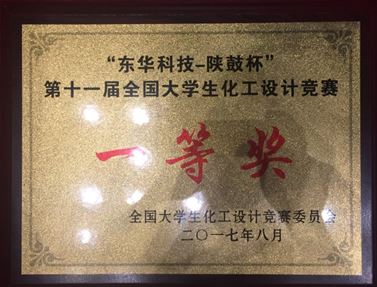 “东华科技–陕鼓杯”
第十一届全国大学生化工设计竞赛
一等奖
全国大学生化工设计竞赛委员会
二〇一七年八月